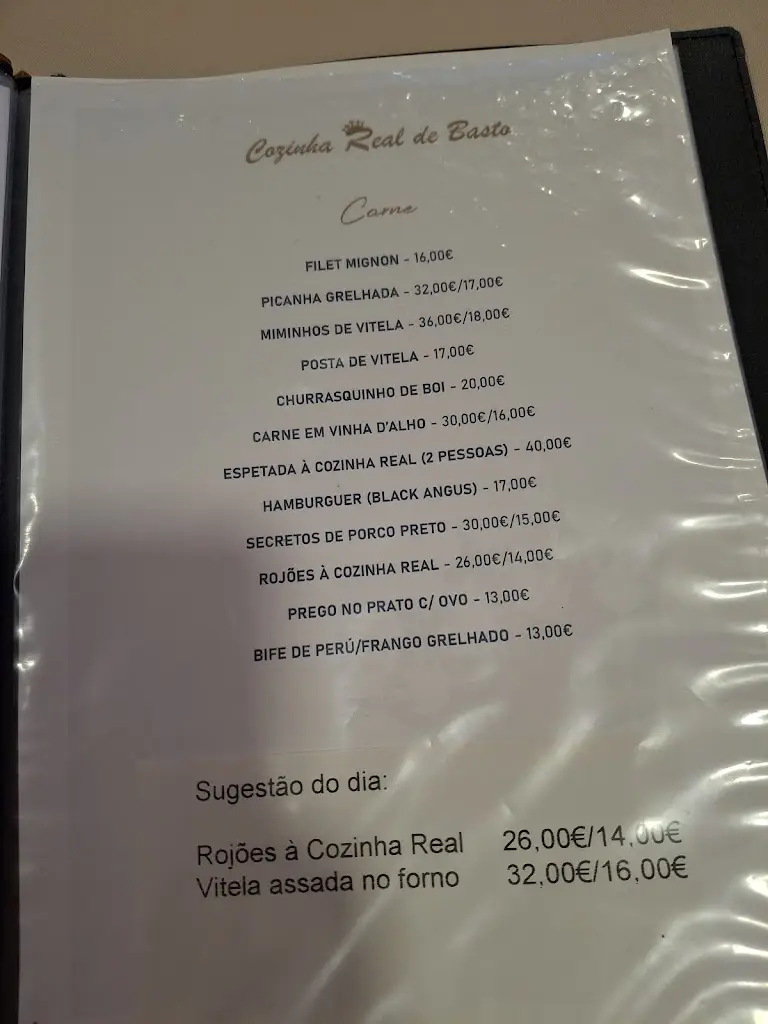 Cozinha Real de Basto
Carne
FILET MIGNON - 16,00€
PICANHA GRELHADA - 32,00€/17,00€
MIMINHOS DE VITELA - 36,00€/18,00€
POSTA DE VITELA - 17,00€
CHURRASQUINHO DE BOI - 20,00€
CARNE EM VINHA D'ALHO - 30,00€/16,00€
ESPETADA À COZINHA REAL (2 PESSOAS) - 40,00€
HAMBURGUER (BLACK ANGUS) - 17,00€
SECRETOS DE PORCO PRETO - 30,00€/15,00€
ROJÕES À COZINHA REAL - 26,00€/14,00€
PREGO NO PRATO C/ OVO - 13,00€
BIFE DE PERÚ/FRANGO GRELHADO - 13,00€
Sugestão do dia:
Rojões à Cozinha Real 26,00€/14,00€
Vitela assada no forno 32,00€/16,00€